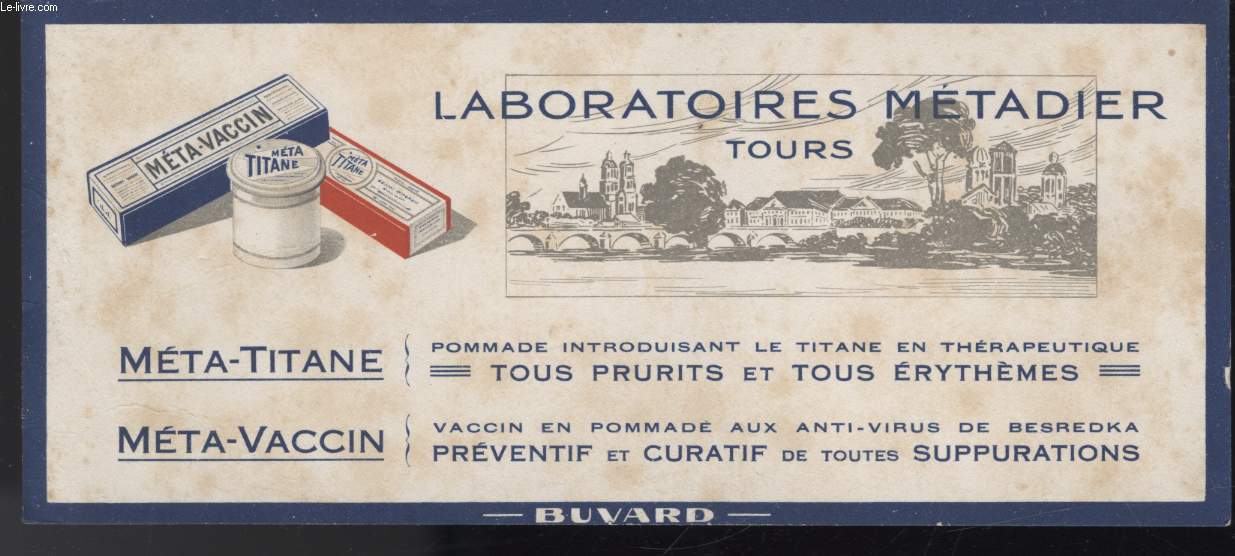 Le-livre.com
MÉTA-VACCIN
MÉTA
TITANE
MÉTA
TITANE
LABORATOIRES MÉTADIER
TOURS
MÉTA-TITANE
POMMADE INTRODUISANT LE TITANE EN THÉRAPEUTIQUE
TOUS PRURITS ET TOUS ÉRYTHÈMES
MÉTA-VACCIN
VACCIN EN POMMADE AUX ANTI-VIRUS DE BESREDKA
PRÉVENTIF ET CURATIF DE TOUTES SUPPURATIONS
BUVARD